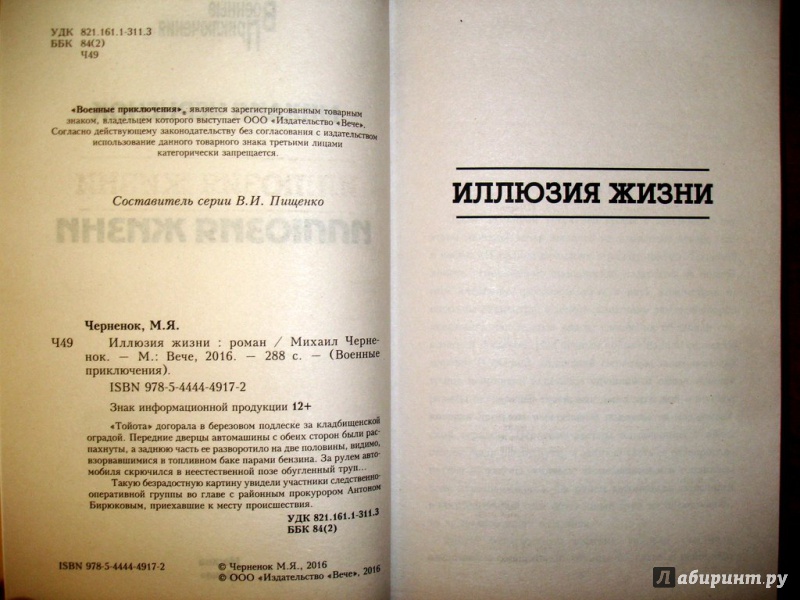 УДК 821.161.1-311.3
ББК 84(2)
Ч49
«Военные приключения», является зарегистрированным товарным
знаком, владельцем которого выступает ООО «Издательство «Вече».
Согласно действующему законодательству без согласования с издательством
использование данного товарного знака третьими лицами
категорически запрещается.
Составитель серии В.И. Пищенко
Черненок, М.Я.
Ч49 Иллюзия жизни : роман / Михаил Черне-
нок. — М.: Вече, 2016. — 288 с. — (Военные
приключения).
ISBN 978-5-4444-4917-2
Знак информационной продукции 12+
«Тойота» догорала в березовом подлеске за кладбищенской
оградой. Передние дверцы автомашины с обеих сторон были рас-
пахнуты, а заднюю часть ее разворотило на две половины, видимо,
взорвавшимися в топливном баке парами бензина. За рулем авто-
мобиля скрючился в неестественной позе обугленный труп...
Такую безрадостную картину увидели участники следственно-
оперативной группы во главе с районным прокурором Антоном
Бирюковым, приехавшие к месту происшествия.
УДК 821.161.1-311.3
ББК 84(2)
ISBN 978-5-4444-4917-2
© Черненок М.Я., 2016
© ООО «Издательство «Вече», 2016
ИЛЛЮЗИЯ ЖИЗНИ
Лабиринт.ру